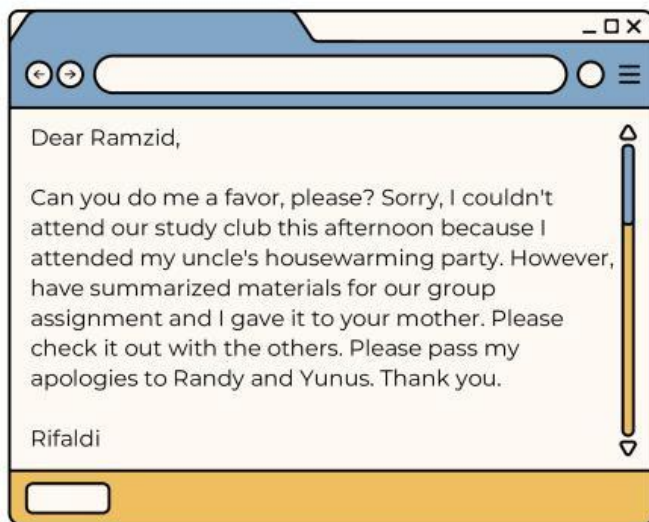 Dear Ramzid,
Can you do me a favor, please? Sorry, I couldn't
attend our study club this afternoon because I
attended my uncle's housewarming party. However,
have summarized materials for our group
assignment and I gave it to your mother. Please
check it out with the others. Please pass my
apologies to Randy and Yunus. Thank you.
Rifaldi